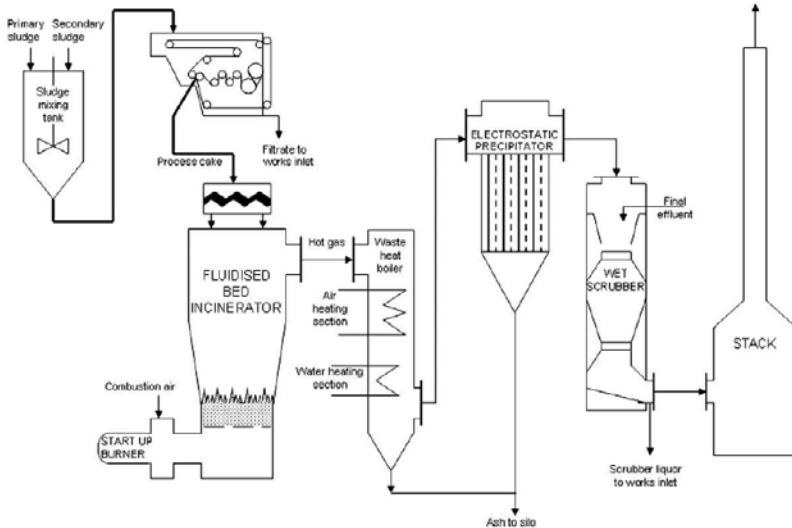 Primary
sludge
Secondary
sludge
Sludge
mixing
tank
Filtrate to
works inlet
Process cake
ELECTROSTATIC
PRECIPITATOR
Final
effluent
Hot gas
Waste
heat
boiler
FLUIDISED
BED
INCINERATOR
WET
SCRUBBER
Air
heating
section
STACK
Water heating
section
Combustion air
START UP
BURNER
Scrubber liquor
to works inlet
Ash to silo